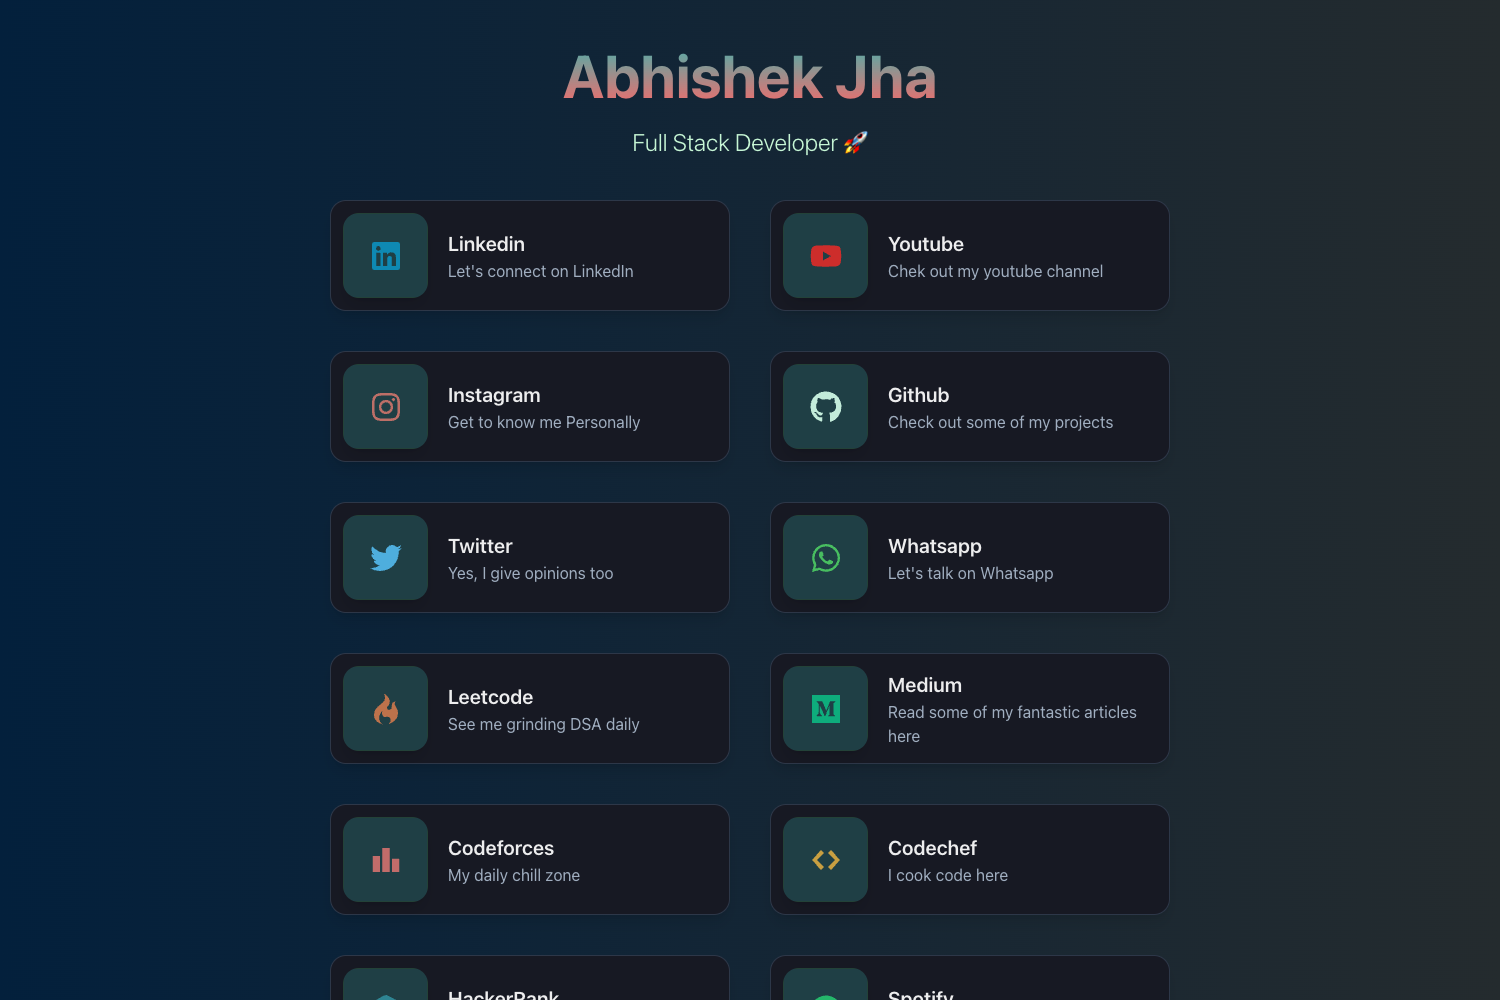 Abhishek Jha
Full Stack Developer 🚀
Linkedin
Let's connect on LinkedIn
Youtube
Chek out my youtube channel
Instagram
Get to know me Personally
Github
Check out some of my projects
Twitter
Yes, I give opinions too
Whatsapp
Let's talk on Whatsapp
Leetcode
See me grinding DSA daily
Medium
Read some of my fantastic articles
here
Codeforces
My daily chill zone
Codechef
I cook code here
HackerRank
Spotify